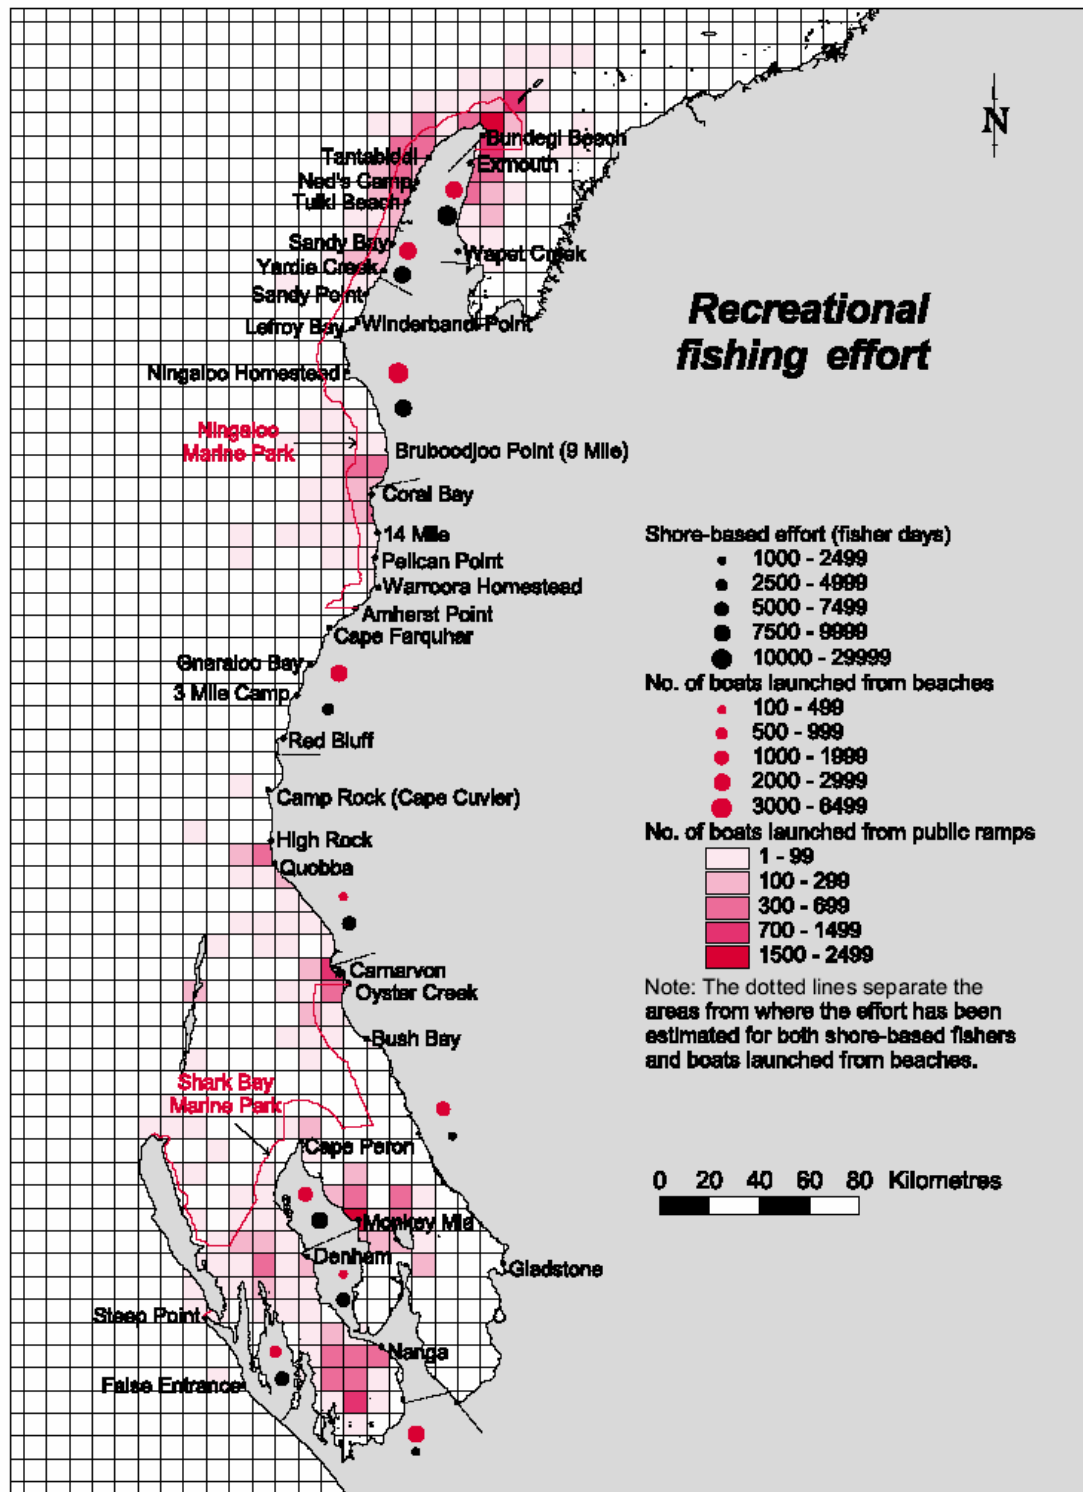 N
Bundegi Beach
Tantabiddi
Exmouth
Ned's Camp
Tulki Beach
Sandy Bay
Wapet Creek
Yardie Creek
Sandy Point
Winderbandi Point
Lefroy Bay
Recreational
fishing effort
Ningaloo Homestead
Ningaloo
Marine Park
Bruboodjoo Point (9 Mile)
Coral Bay
14 Mile
Pelican Point
Warroora Homestead
Amherst Point
Cape Farquhar
Gnaraloo Bay
3 Mile Camp
Red Bluff
Camp Rock (Cape Cuvier)
High Rock
Quobba
Carnarvon
Oyster Creek
Bush Bay
Shark Bay
Marine Park
Cape Peron
Monkey Mia
Denham
Gladstone
Steep Point
Nanga
False Entrance
Shore-based effort (fisher days)
1000 - 2499
2500 - 4999
5000 - 7499
7500 - 9999
10000 - 29999
No. of boats launched from beaches
100 - 499
500 - 999
1000 - 1999
2000 - 2999
3000 - 6499
No. of boats launched from public ramps
1 - 99
100 - 299
300 - 699
700 - 1499
1500 - 2499
Note: The dotted lines separate the
areas from where the effort has been
estimated for both shore-based fishers
and boats launched from beaches.
0 20 40 60 80 Kilometres